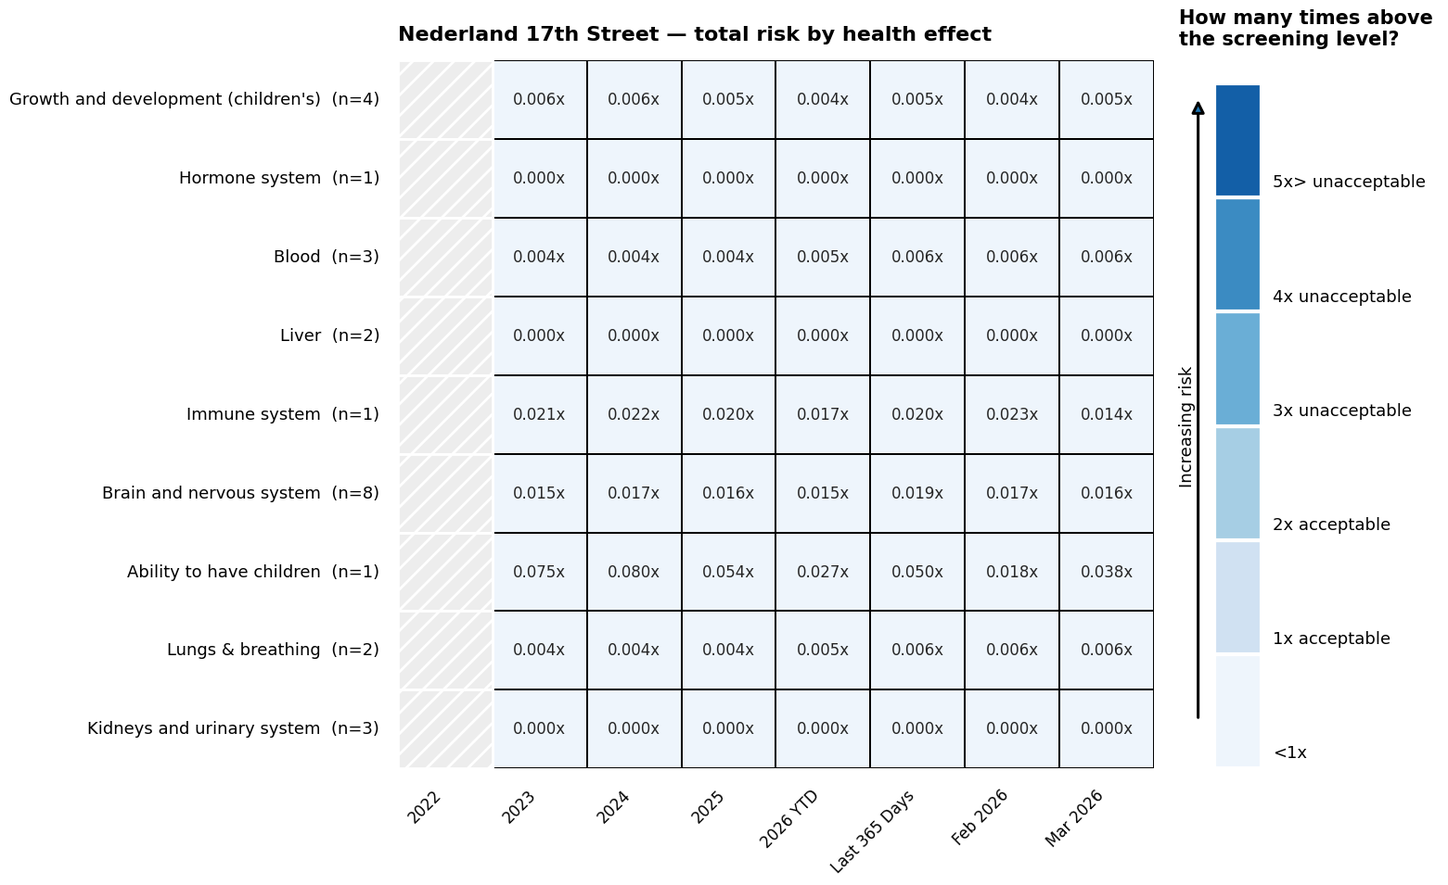 Nederland 17th Street — total risk by health effect
How many times above
the screening level?
Growth and development (children's) (n=4) 0.006x 0.006x 0.005x 0.004x 0.005x 0.004x 0.005x
Hormone system (n=1) 0.000x 0.000x 0.000x 0.000x 0.000x 0.000x 0.000x
Blood (n=3) 0.004x 0.004x 0.004x 0.005x 0.006x 0.006x 0.006x
Liver (n=2) 0.000x 0.000x 0.000x 0.000x 0.000x 0.000x 0.000x
Immune system (n=1) 0.021x 0.022x 0.020x 0.017x 0.020x 0.023x 0.014x
Brain and nervous system (n=8) 0.015x 0.017x 0.016x 0.015x 0.019x 0.017x 0.016x
Ability to have children (n=1) 0.075x 0.080x 0.054x 0.027x 0.050x 0.018x 0.038x
Lungs & breathing (n=2) 0.004x 0.004x 0.004x 0.005x 0.006x 0.006x 0.006x
Kidneys and urinary system (n=3) 0.000x 0.000x 0.000x 0.000x 0.000x 0.000x 0.000x
2022 2023 2024 2025 2026 YTD Last 365 Days Feb 2026 Mar 2026
Increasing risk
5x> unacceptable
4x unacceptable
3x unacceptable
2x acceptable
1x acceptable
<1x